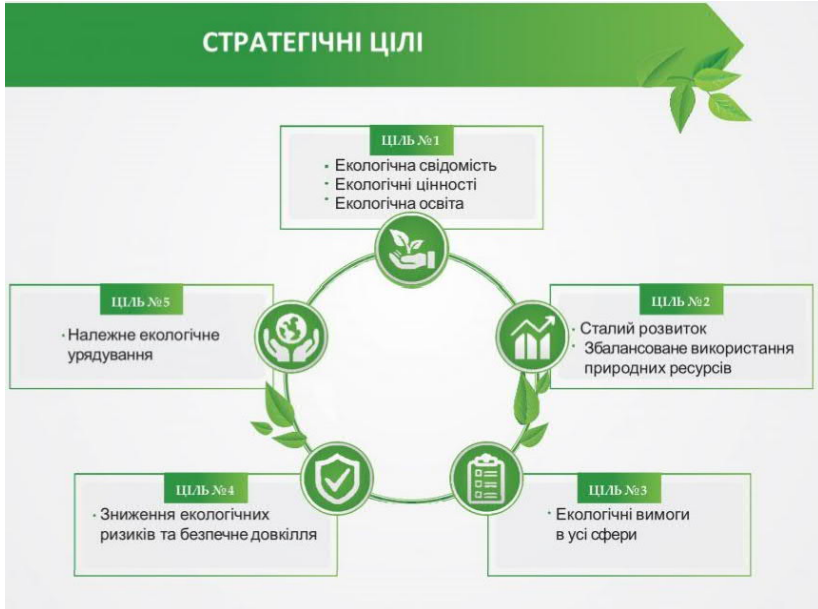 СТРАТЕГІЧНІ ЦІЛІ
ЦІЛЬ №1
· Екологічна свідомість
· Екологічні цінності
· Екологічна освіта
ЦІЛЬ №2
· Сталий розвиток
· Збалансоване використання
природних ресурсів
ЦІЛЬ №3
· Екологічні вимоги
в усі сфери
ЦІЛЬ №4
· Зниження екологічних
ризиків та безпечне довкілля
ЦІЛЬ №5
· Належне екологічне
урядування